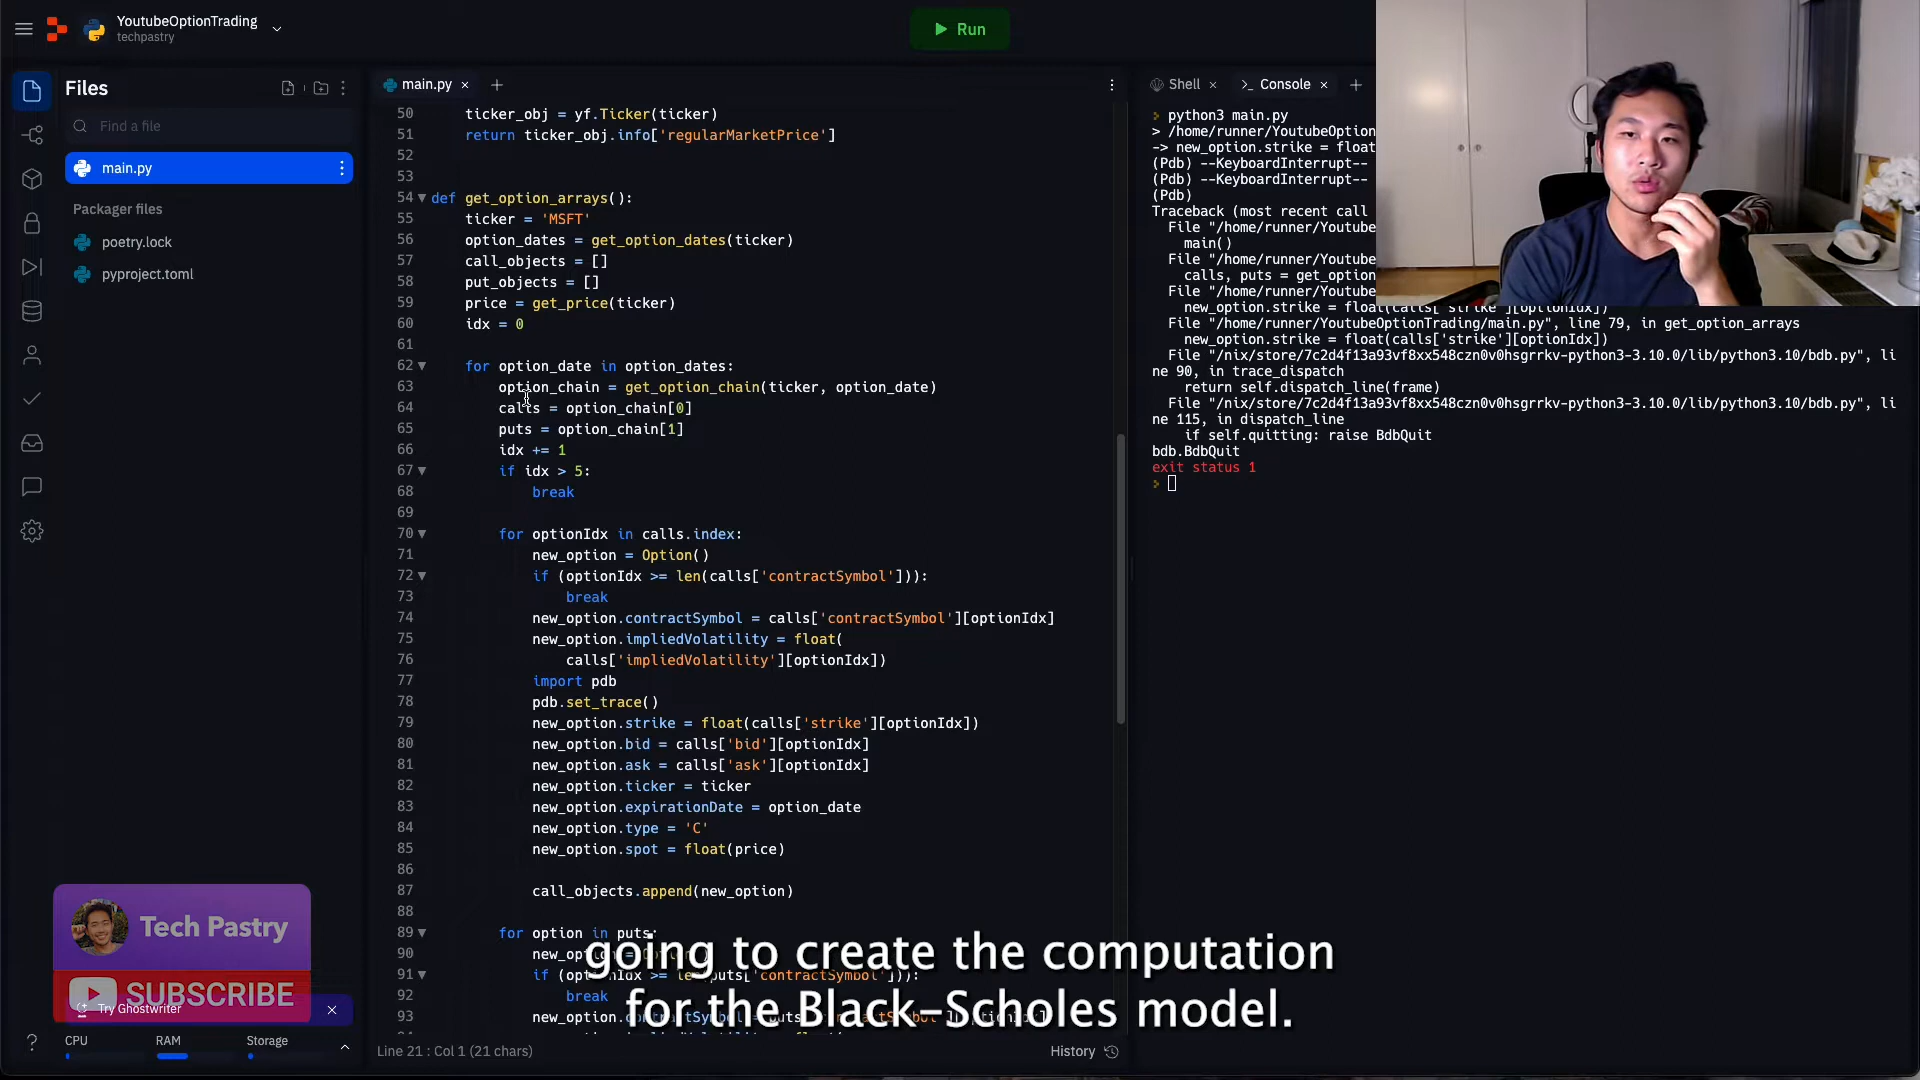 YoutubeOptionTrading
techpastry
Run
Files
Find a file
main.py
Packager files
poetry.lock
pyproject.toml
main.py
50 ticker_obj = yf.Ticker(ticker)
51 return ticker_obj.info['regularMarketPrice']
52
53
54 def get_option_arrays():
55 ticker = 'MSFT'
56 option_dates = get_option_dates(ticker)
57 call_objects = []
58 put_objects = []
59 price = get_price(ticker)
60 idx = 0
61
62 for option_date in option_dates:
63 option_chain = get_option_chain(ticker, option_date)
64 calls = option_chain[0]
65 puts = option_chain[1]
66 idx += 1
67 if idx > 5:
68 break
69
70 for optionIdx in calls.index:
71 new_option = Option()
72 if (optionIdx >= len(calls['contractSymbol'])):
73 break
74 new_option.contractSymbol = calls['contractSymbol'][optionIdx]
75 new_option.impliedVolatility = float(
76 calls['impliedVolatility'][optionIdx])
77 import pdb
78 pdb.set_trace()
79 new_option.strike = float(calls['strike'][optionIdx])
80 new_option.bid = calls['bid'][optionIdx]
81 new_option.ask = calls['ask'][optionIdx]
82 new_option.ticker = ticker
83 new_option.expirationDate = option_date
84 new_option.type = 'C'
85 new_option.spot = float(price)
86
87 call_objects.append(new_option)
88
89 for option in puts:
90 new_
91 if (
92 break
93 new_option
Line 21 : Col 1 (21 chars)
History
Shell
Console
python3 main.py
> /home/runner/YoutubeOption
-> new_option.strike = float
(Pdb) --KeyboardInterrupt--
(Pdb) --KeyboardInterrupt--
(Pdb)
Traceback (most recent call
File "/home/runner/Youtube
main()
File "/home/runner/Youtube
calls, puts = get_option
File "/home/runner/Youtube
new_option.strike = float(calls['strike'][optionIdx])
File "/home/runner/YoutubeOptionTrading/main.py", line 79, in get_option_arrays
new_option.strike = float(calls['strike'][optionIdx])
File "/nix/store/7c2d4f13a93vf8xx548czn0v0hsgrrkv-python3-3.10.0/lib/python3.10/bdb.py", li
ne 90, in trace_dispatch
return self.dispatch_line(frame)
File "/nix/store/7c2d4f13a93vf8xx548czn0v0hsgrrkv-python3-3.10.0/lib/python3.10/bdb.py", li
ne 115, in dispatch_line
if self.quitting: raise BdbQuit
bdb.BdbQuit
exit status 1
Tech Pastry
SUBSCRIBE
Try Ghostwriter
CPU RAM Storage
going to create the computation
for the Black-Scholes model.